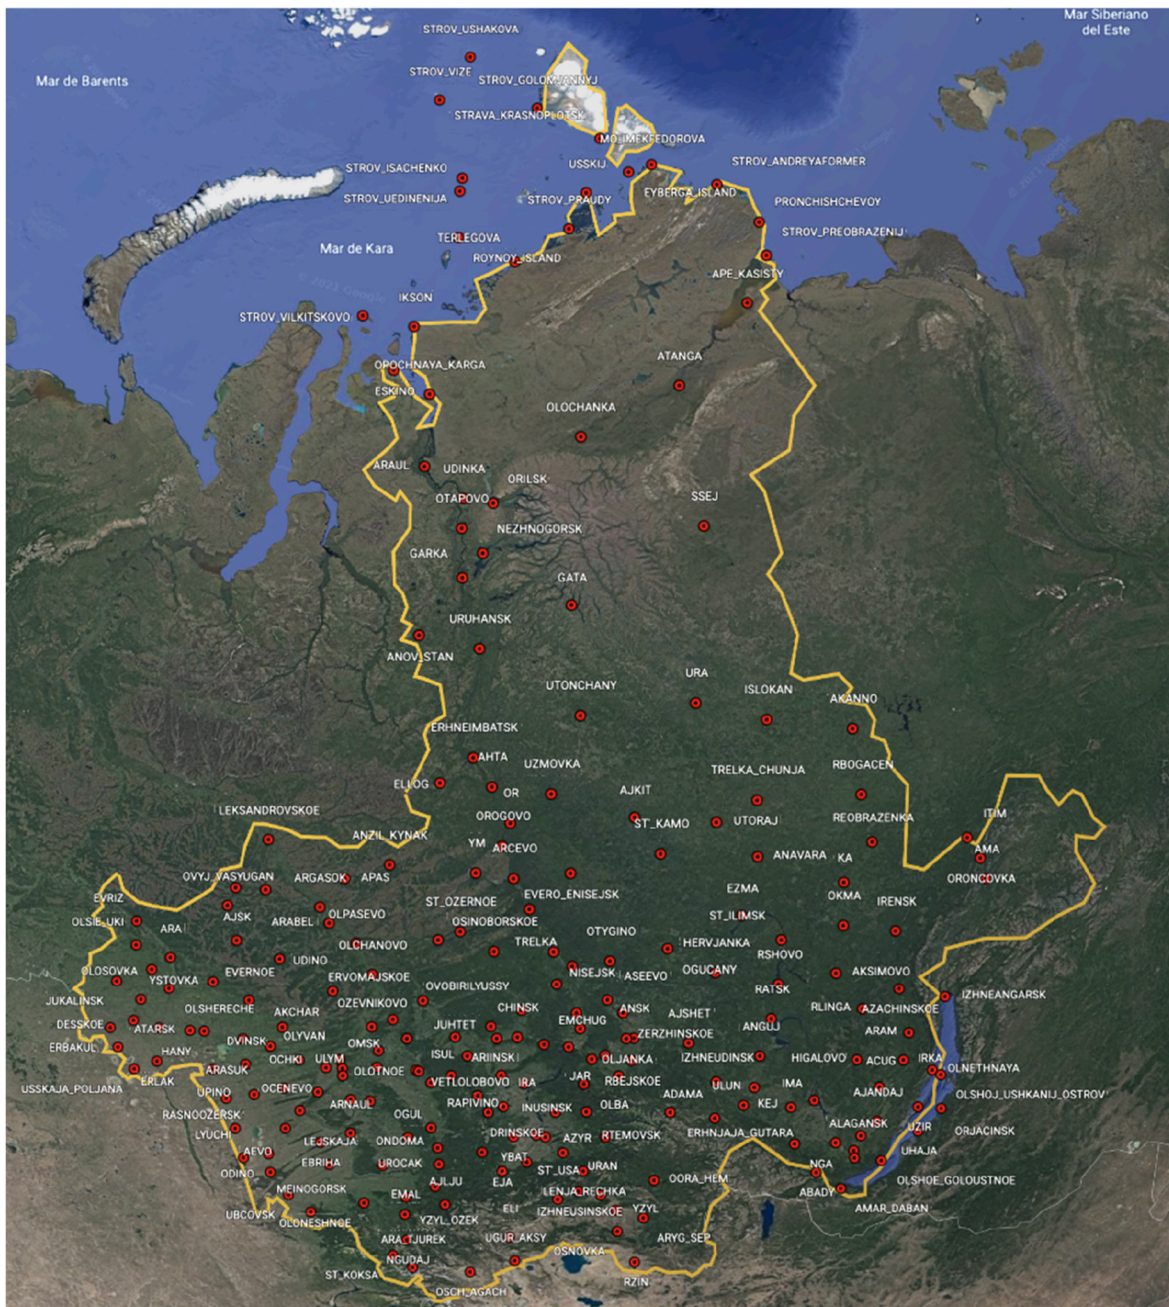 Mar Siberiano
del Este
STROV_USHAKOVA
Mar de Barents
STROV_VIZE
STROV_GOLOMJANNYJ
STRAVA_KRASNOPLOTSK
MO_IMEKFEDOROVA
USSKIJ
STROV_ANDREYAFORMER
STROV_ISACHENKO
STROV_UEDINENIJA
STROV_PRAUDY
EYBERGA_ISLAND
PRONCHISHCHEVOY
STROV_PREOBRAZENIJ
TERLEGOVA
Mar de Kara
ROYNOY_ISLAND
APE_KASISTY
IKSON
STROV_VILKITSKOVO
ATANGA
OPOCHNAYA_KARGA
ESKINO
OLOCHANKA
ARAUL
UDINKA
ORILSK
OTAPOVO
SSEJ
NEZHNOGORSK
GARKA
GATA
URUHANSK
ANOV_STAN
UTONCHANY
URA
ISLOKAN
AKANNO
ERHNEIMBATSK
AHTA
UZMOVKA
TRELKA_CHUNJA
RBOGACEN
ELLOG
OR
AJKIT
LEKSANDROVSKOE
OROGOVO
ST_KAMO
UTORAJ
REOBRAZENKA
ITIM
ANZIL_KYNAK
YM
ARCEVO
ANAVARA
KA
AMA
OVYJ_VASYUGAN
ARGASOK
APAS
ORONCOVKA
EVRIZ
EVERO_ENISEJSK
EZMA
OKMA
IRENSK
ST_OZERNOE
OLSIE_UKI
AJSK
ARABEL
OLPASEVO
OSINOBORSKOE
ST_ILIMSK
ARA
OTYGINO
OLCHANOVO
TRELKA
HERVJANKA
RSHOVO
UDINO
OLOSOVKA
YSTOVKA
EVERNOE
ERVOMAJSKOE
NISEJSK
ASEEVO
OGUCANY
RATSK
AKSIMOVO
JUKALINSK
OLSHERECHE
OZEVNIKOVO
OVOBIRILYUSSY
CHINSK
ANSK
AJSHET
RLINGA
AZACHINSKOE
IZHNEANGARSK
DESSKOE
ATARSK
AKCHAR
EMCHUG
ANGUJ
ARAM
OLYVAN
JUHTET
ZERZHINSKOE
ERBAKUL
HANY
DVINSK
OMSK
OCHKI
ULYM
ISUL
ARIINSK
OLJANKA
IZHNEUDINSK
HIGALOVO
ACUG
IRKA
USSKAJA_POLJANA
ERLAK
ARASUK
OLOTNOE
OLNETHNAYA
UPINO
OCENEVO
VETLOLOBOVO
IRA
JAR
RBEJSKOE
ULUN
IMA
AJANDAJ
OLSHOJ_USHKANIJ_OSTROV
RASNOOZERSK
ARNAUL
RAPIVINO
INUSINSK
OLBA
ADAMA
KEJ
OGUL
ALAGANSK
UZIR
LYUCHI
LEJSKAJA
ONDOMA
DRINSKOE
AZYR
RTEMOVSK
ERHNJAJA_GUTARA
ORJACINSK
AEVO
EBRIHA
UROCAK
YBAT
NGA
UHAJA
ODINO
AJLJU
EJA
ST_USA
URAN
OORA_HEM
OLSHOE_GOLOUSTNOE
MEINOGORSK
EMAL
LENJA_RECHKA
ABADY
UBCOVSK
OLONESHNOE
YZYL_OZEK
ELI
IZHNEUSINSKOE
YZYL
AMAR_DABAN
ARA_TJUREK
UGUR_AKSY
ARYG_SEP
NGUDAJ
OSNOVKA
ST_KOKSA
RZIN
OSCH_AGACH